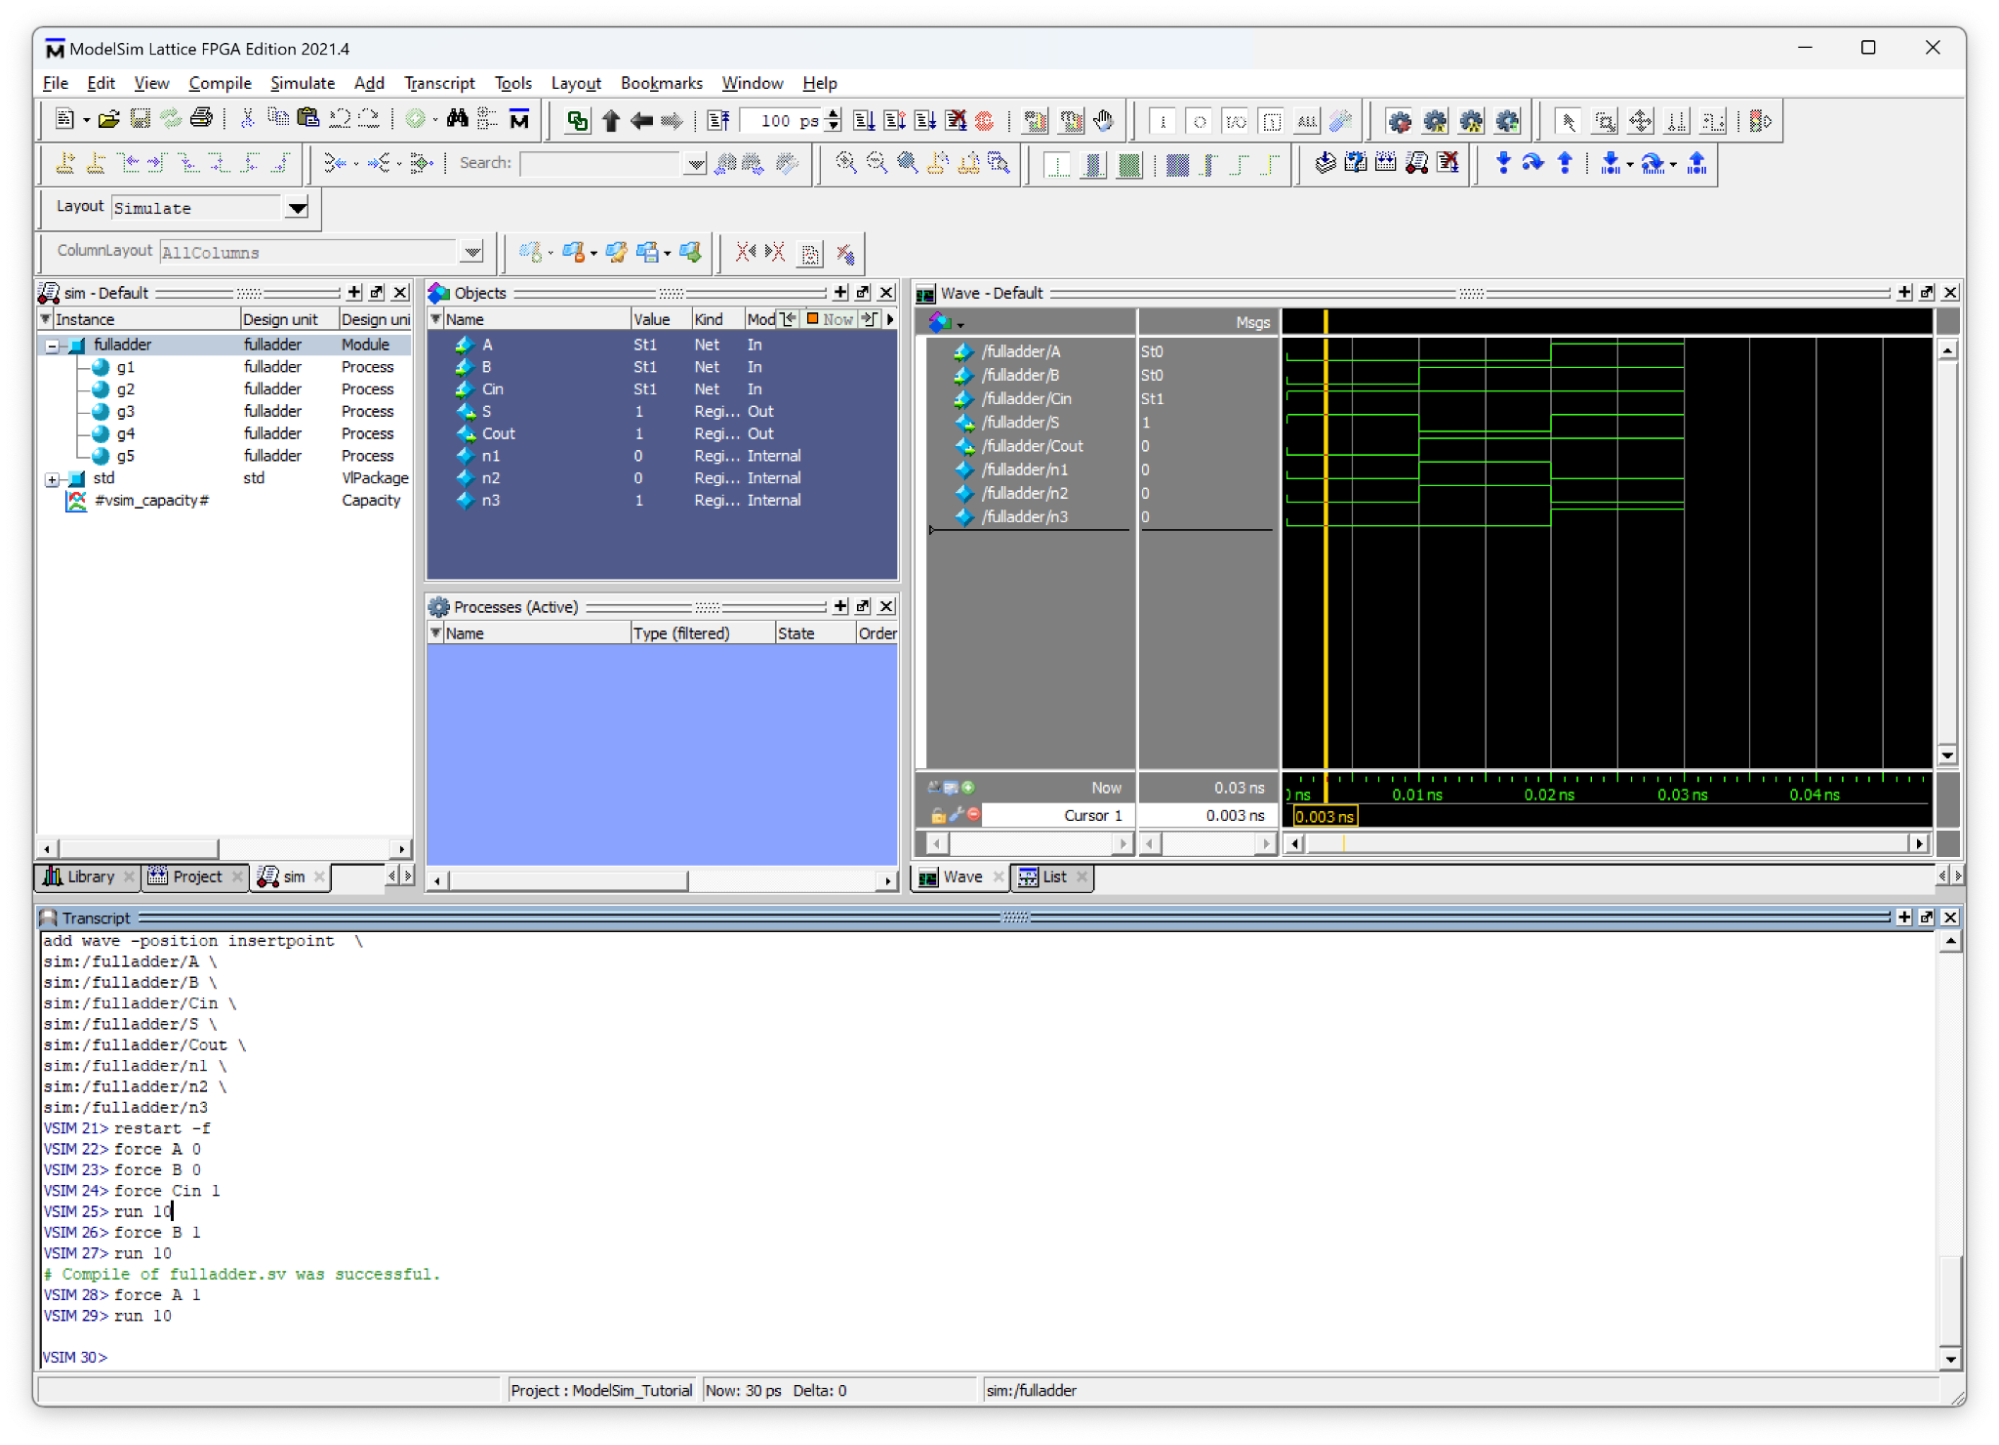 ModelSim Lattice FPGA Edition 2021.4
File Edit View Compile Simulate Add Transcript Tools Layout Bookmarks Window Help
100 ps
ALL
Search:
Layout Simulate
ColumnLayout AllColumns
sim - Default
Instance Design unit Design uni
fulladder fulladder Module
g1 fulladder Process
g2 fulladder Process
g3 fulladder Process
g4 fulladder Process
g5 fulladder Process
std std VlPackage
#vsim_capacity# Capacity
Library Project sim
Objects
Name Value Kind Mod Now
A St1 Net In
B St1 Net In
Cin St1 Net In
S 1 Regi... Out
Cout 1 Regi... Out
n1 0 Regi... Internal
n2 0 Regi... Internal
n3 1 Regi... Internal
Processes (Active)
Name Type (filtered) State Order
Wave - Default
Msgs
/fulladder/A St0
/fulladder/B St0
/fulladder/Cin St1
/fulladder/S 1
/fulladder/Cout 0
/fulladder/n1 0
/fulladder/n2 0
/fulladder/n3 0
Now 0.03 ns
ns 0.01 ns 0.02 ns 0.03 ns 0.04 ns
Cursor 1 0.003 ns 0.003 ns
Wave List
Transcript
add wave -position insertpoint \
sim:/fulladder/A \
sim:/fulladder/B \
sim:/fulladder/Cin \
sim:/fulladder/S \
sim:/fulladder/Cout \
sim:/fulladder/n1 \
sim:/fulladder/n2 \
sim:/fulladder/n3
VSIM 21> restart -f
VSIM 22> force A 0
VSIM 23> force B 0
VSIM 24> force Cin 1
VSIM 25> run 10
VSIM 26> force B 1
VSIM 27> run 10
# Compile of fulladder.sv was successful.
VSIM 28> force A 1
VSIM 29> run 10
VSIM 30>
Project : ModelSim_Tutorial Now: 30 ps Delta: 0 sim:/fulladder